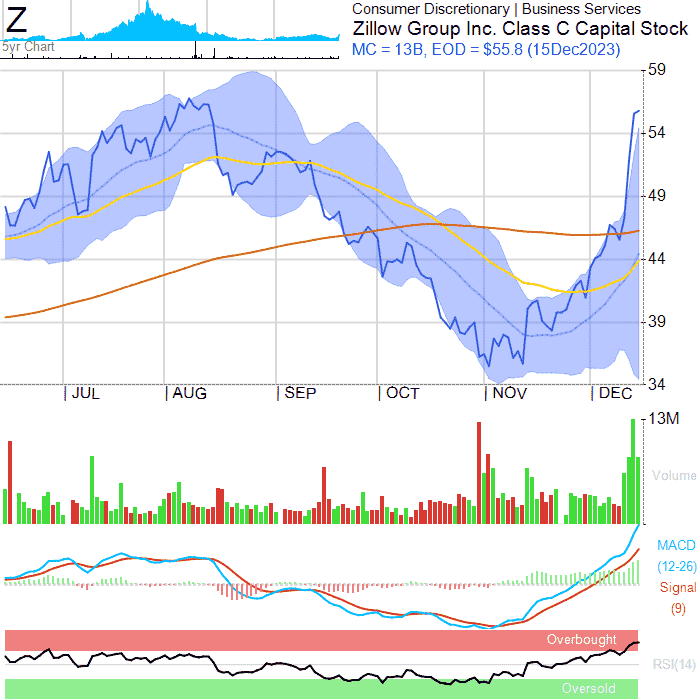 Z
Consumer Discretionary | Business Services
Zillow Group Inc. Class C Capital Stock
MC = 13B, EOD = $55.8 (15Dec2023)
5yr Chart
59
54
49
44
39
34
JUL
AUG
SEP
OCT
NOV
DEC
13M
Volume
MACD
(12-26)
Signal
(9)
Overbought
RSI(14)
Oversold